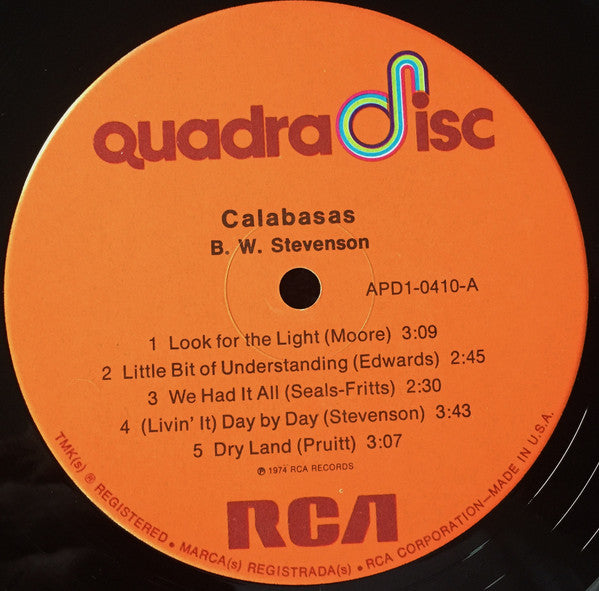 quadradisc
Calabasas
B. W. Stevenson
APD1-0410-A
1 Look for the Light (Moore) 3:09
2 Little Bit of Understanding (Edwards) 2:45
3 We Had It All (Seals-Fritts) 2:30
4 (Livin' It) Day by Day (Stevenson) 3:43
5 Dry Land (Pruitt) 3:07
℗ 1974 RCA RECORDS
RCA
TMK(s) ® REGISTERED • MARCA(s) REGISTRADA(s) • RCA CORPORATION—MADE IN U.S.A.